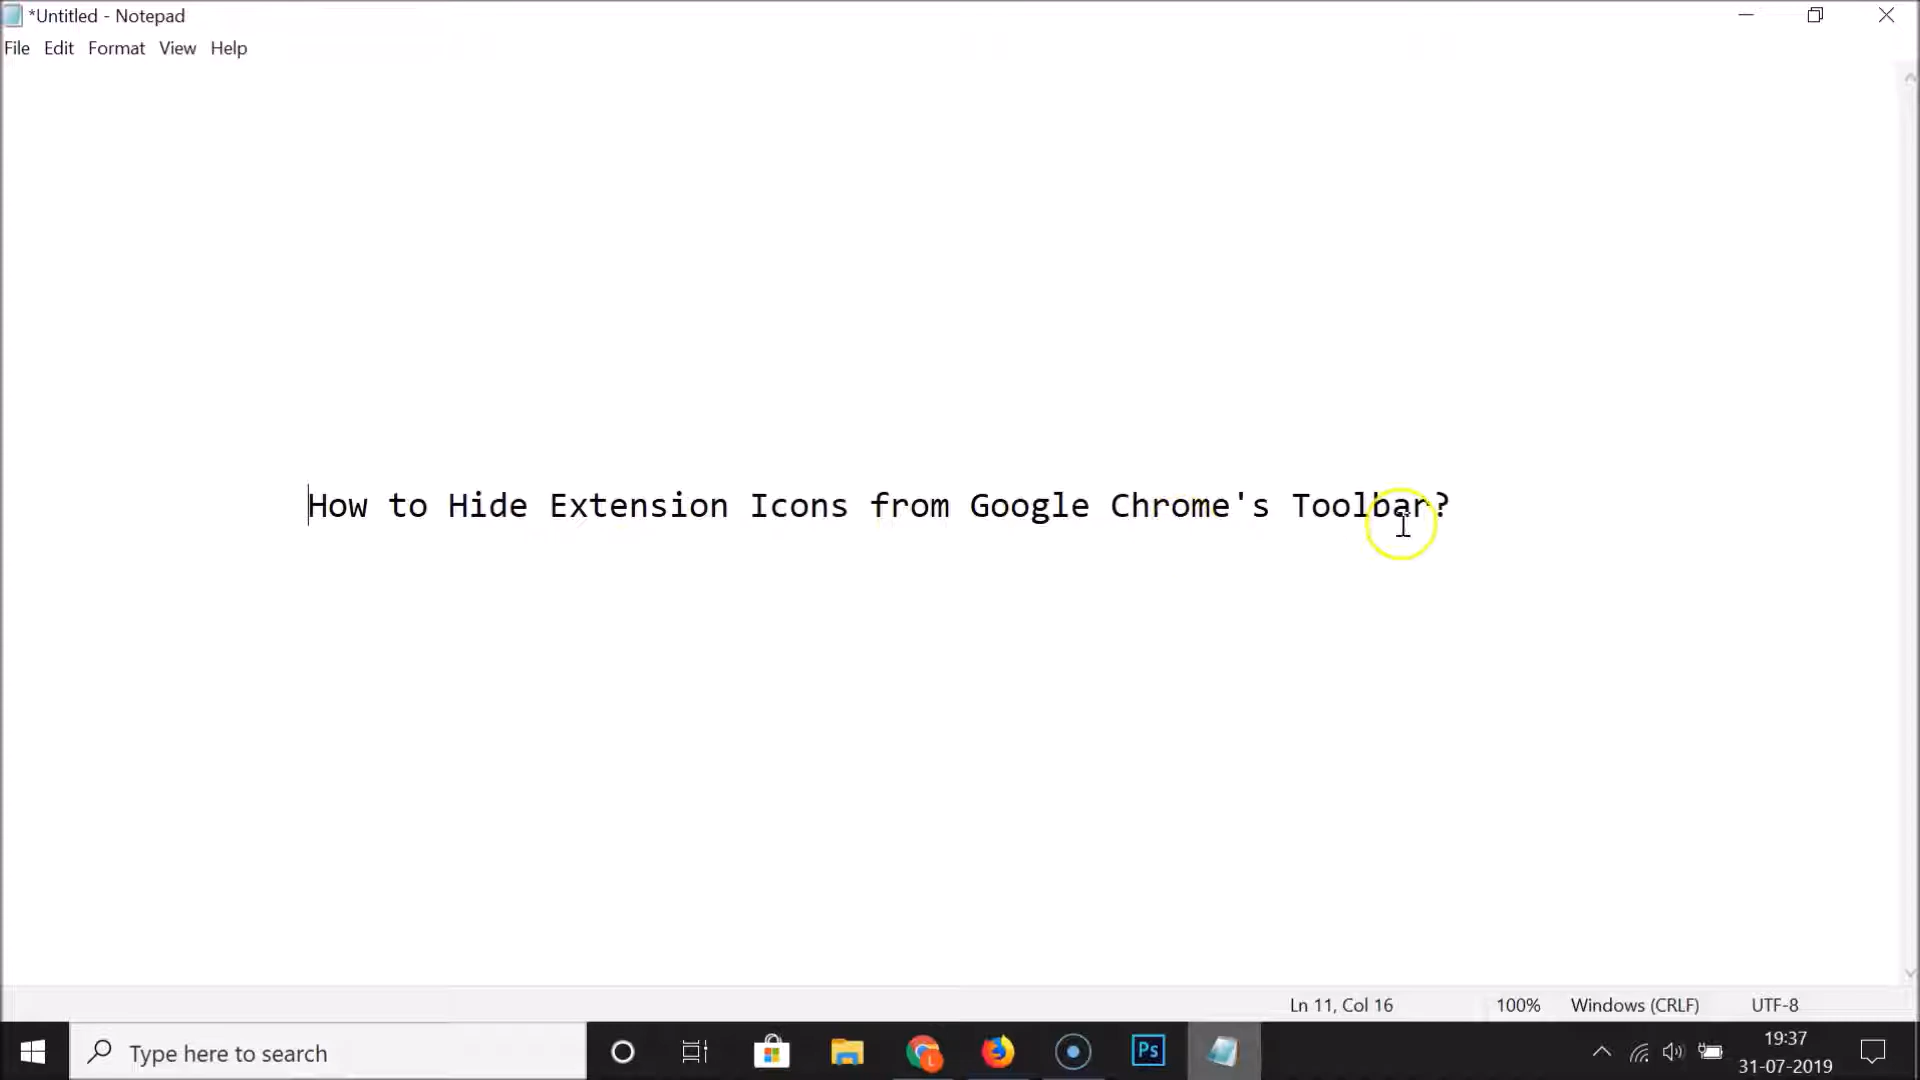 *Untitled - Notepad
File Edit Format View Help
How to Hide Extension Icons from Google Chrome's Toolbar?
Ln 11, Col 16 100% Windows (CRLF) UTF-8
Type here to search
L
Ps
19:37
31-07-2019